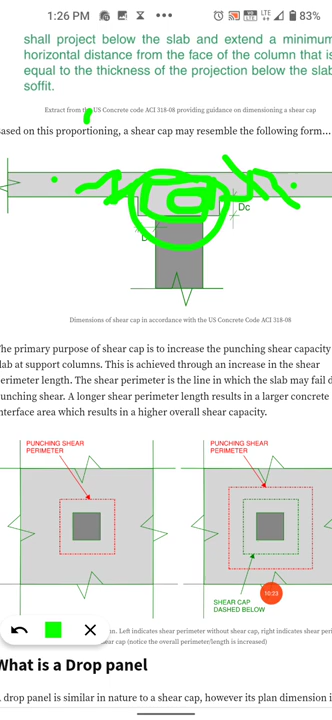 1:26 PM
LTE
83%
shall project below the slab and extend a minimum
horizontal distance from the face of the column that is
equal to the thickness of the projection below the slab
soffit.
Extract from the US Concrete code ACI 318-08 providing guidance on dimensioning a shear cap
ased on this proportioning, a shear cap may resemble the following form...
Dc
D
Dimensions of shear cap in accordance with the US Concrete Code ACI 318-08
he primary purpose of shear cap is to increase the punching shear capacity
lab at support columns. This is achieved through an increase in the shear
erimeter length. The shear perimeter is the line in which the slab may fail d
unching shear. A longer shear perimeter length results in a larger concrete
nterface area which results in a higher overall shear capacity.
PUNCHING SHEAR
PERIMETER
PUNCHING SHEAR
PERIMETER
SHEAR CAP
DASHED BELOW
16:33
n. Left indicates shear perimeter without shear cap, right indicates shear peri
ear cap (notice the overall perimeter/length is increased)
What is a Drop panel
drop panel is similar in nature to a shear cap, however its plan dimension i